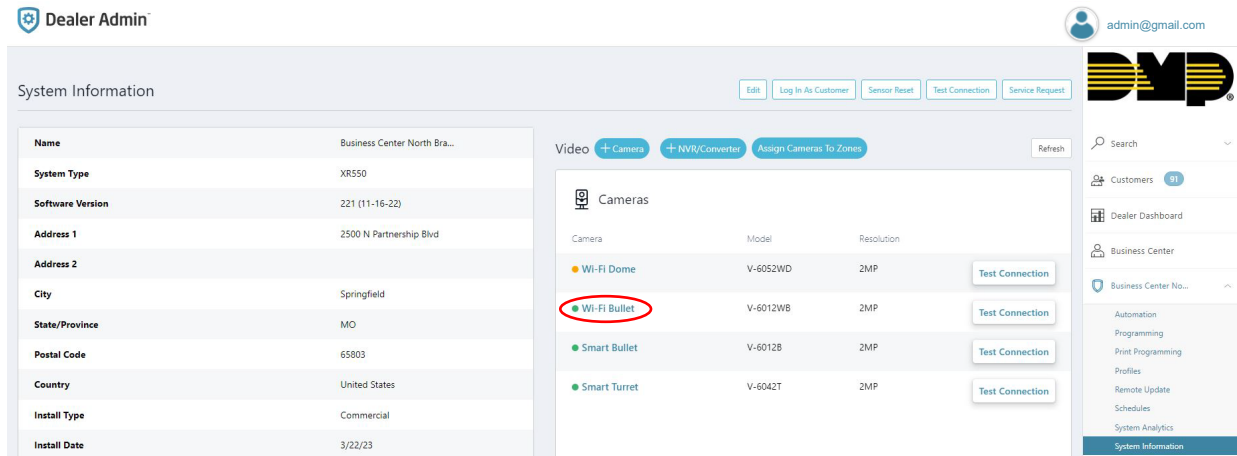 Dealer Admin™
admin@gmail.com
System Information
Edit
Log In As Customer
Sensor Reset
Test Connection
Service Request
DMP®
Name Business Center North Bra...
System Type XR550
Software Version 221 (11-16-22)
Address 1 2500 N Partnership Blvd
Address 2
City Springfield
State/Province MO
Postal Code 65803
Country United States
Install Type Commercial
Install Date 3/22/23
Video + Camera + NVR/Converter Assign Cameras To Zones Refresh
Cameras
Camera Model Resolution
Wi-Fi Dome V-6052WD 2MP Test Connection
Wi-Fi Bullet V-6012WB 2MP Test Connection
Smart Bullet V-6012B 2MP Test Connection
Smart Turret V-6042T 2MP Test Connection
Search
Customers 91
Dealer Dashboard
Business Center
Business Center No...
Automation
Programming
Print Programming
Profiles
Remote Update
Schedules
System Analytics
System Information